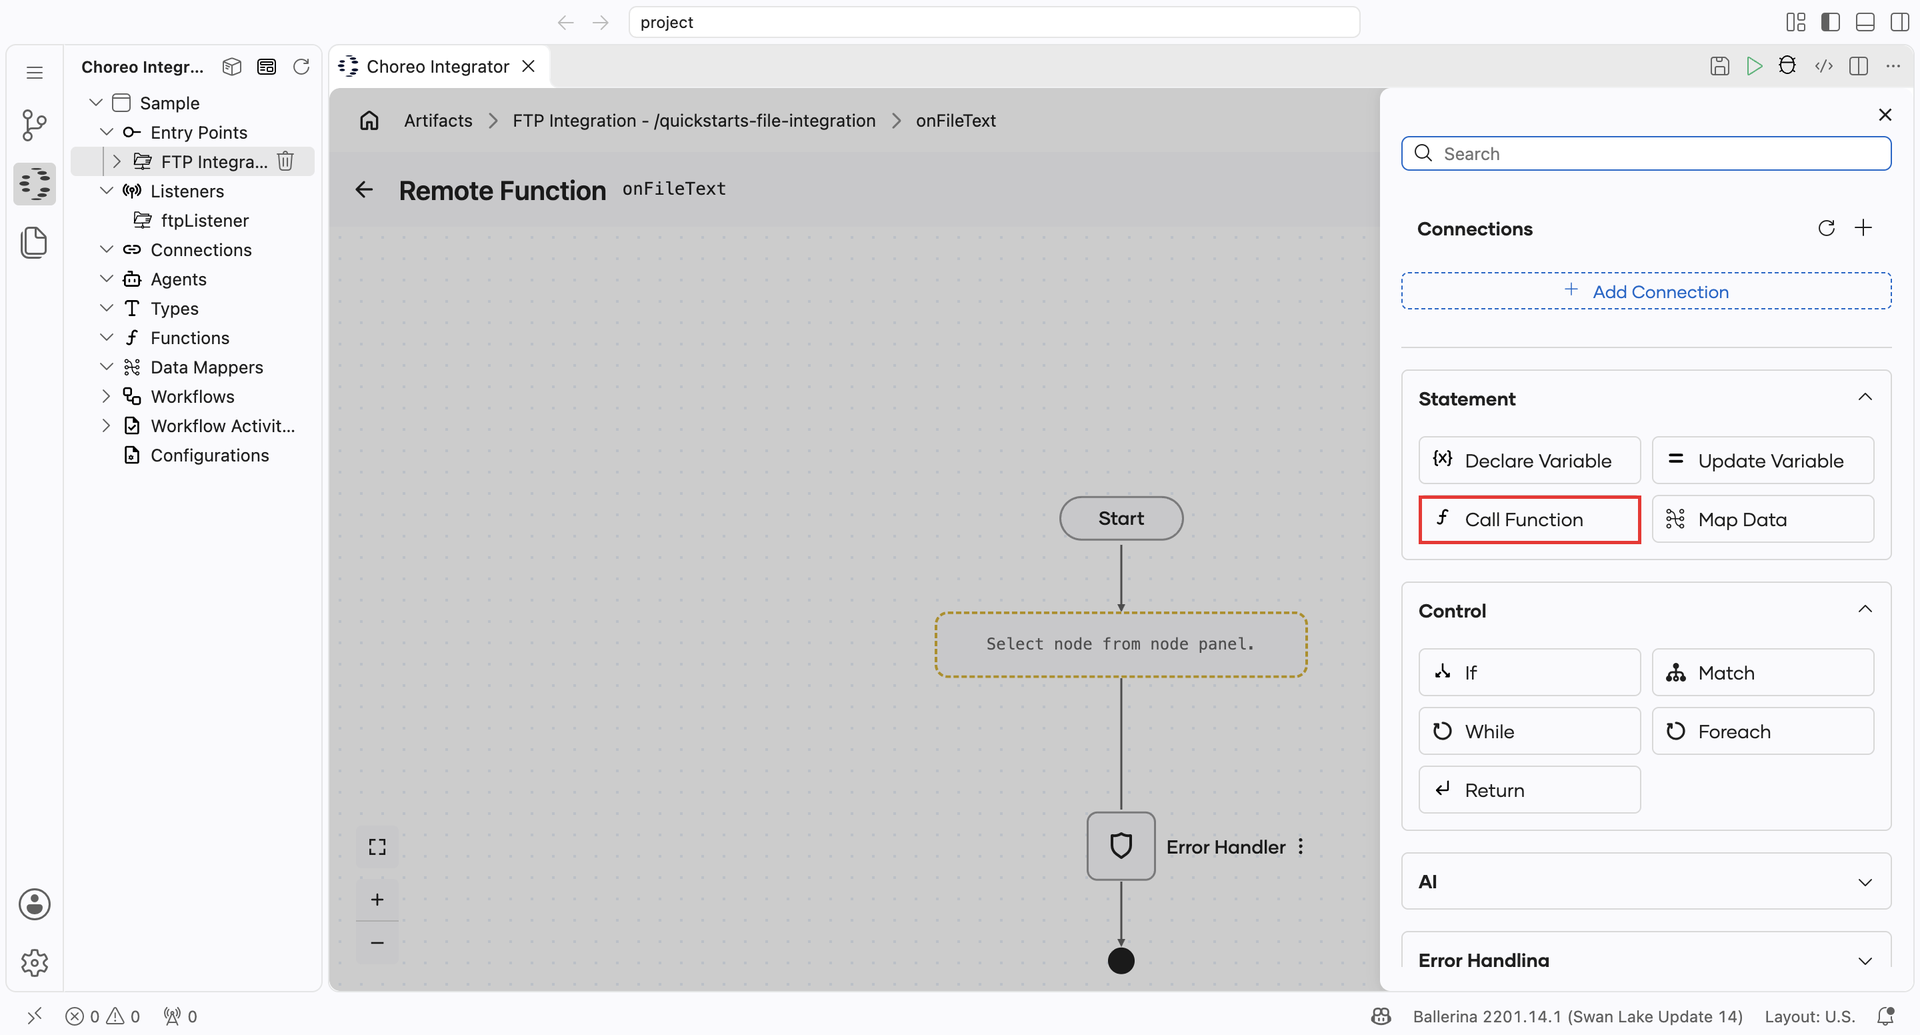 project
Choreo Integr...
Sample
Entry Points
FTP Integra...
Listeners
ftpListener
Connections
Agents
Types
Functions
Data Mappers
Workflows
Workflow Activit...
Configurations
Choreo Integrator
Artifacts
FTP Integration - /quickstarts-file-integration
onFileText
Remote Function onFileText
Start
Select node from node panel.
Error Handler
Search
Connections
Add Connection
Statement
Declare Variable
Update Variable
Call Function
Map Data
Control
If
Match
While
Foreach
Return
AI
Error Handling
0 0 0
Ballerina 2201.14.1 (Swan Lake Update 14)
Layout: U.S.